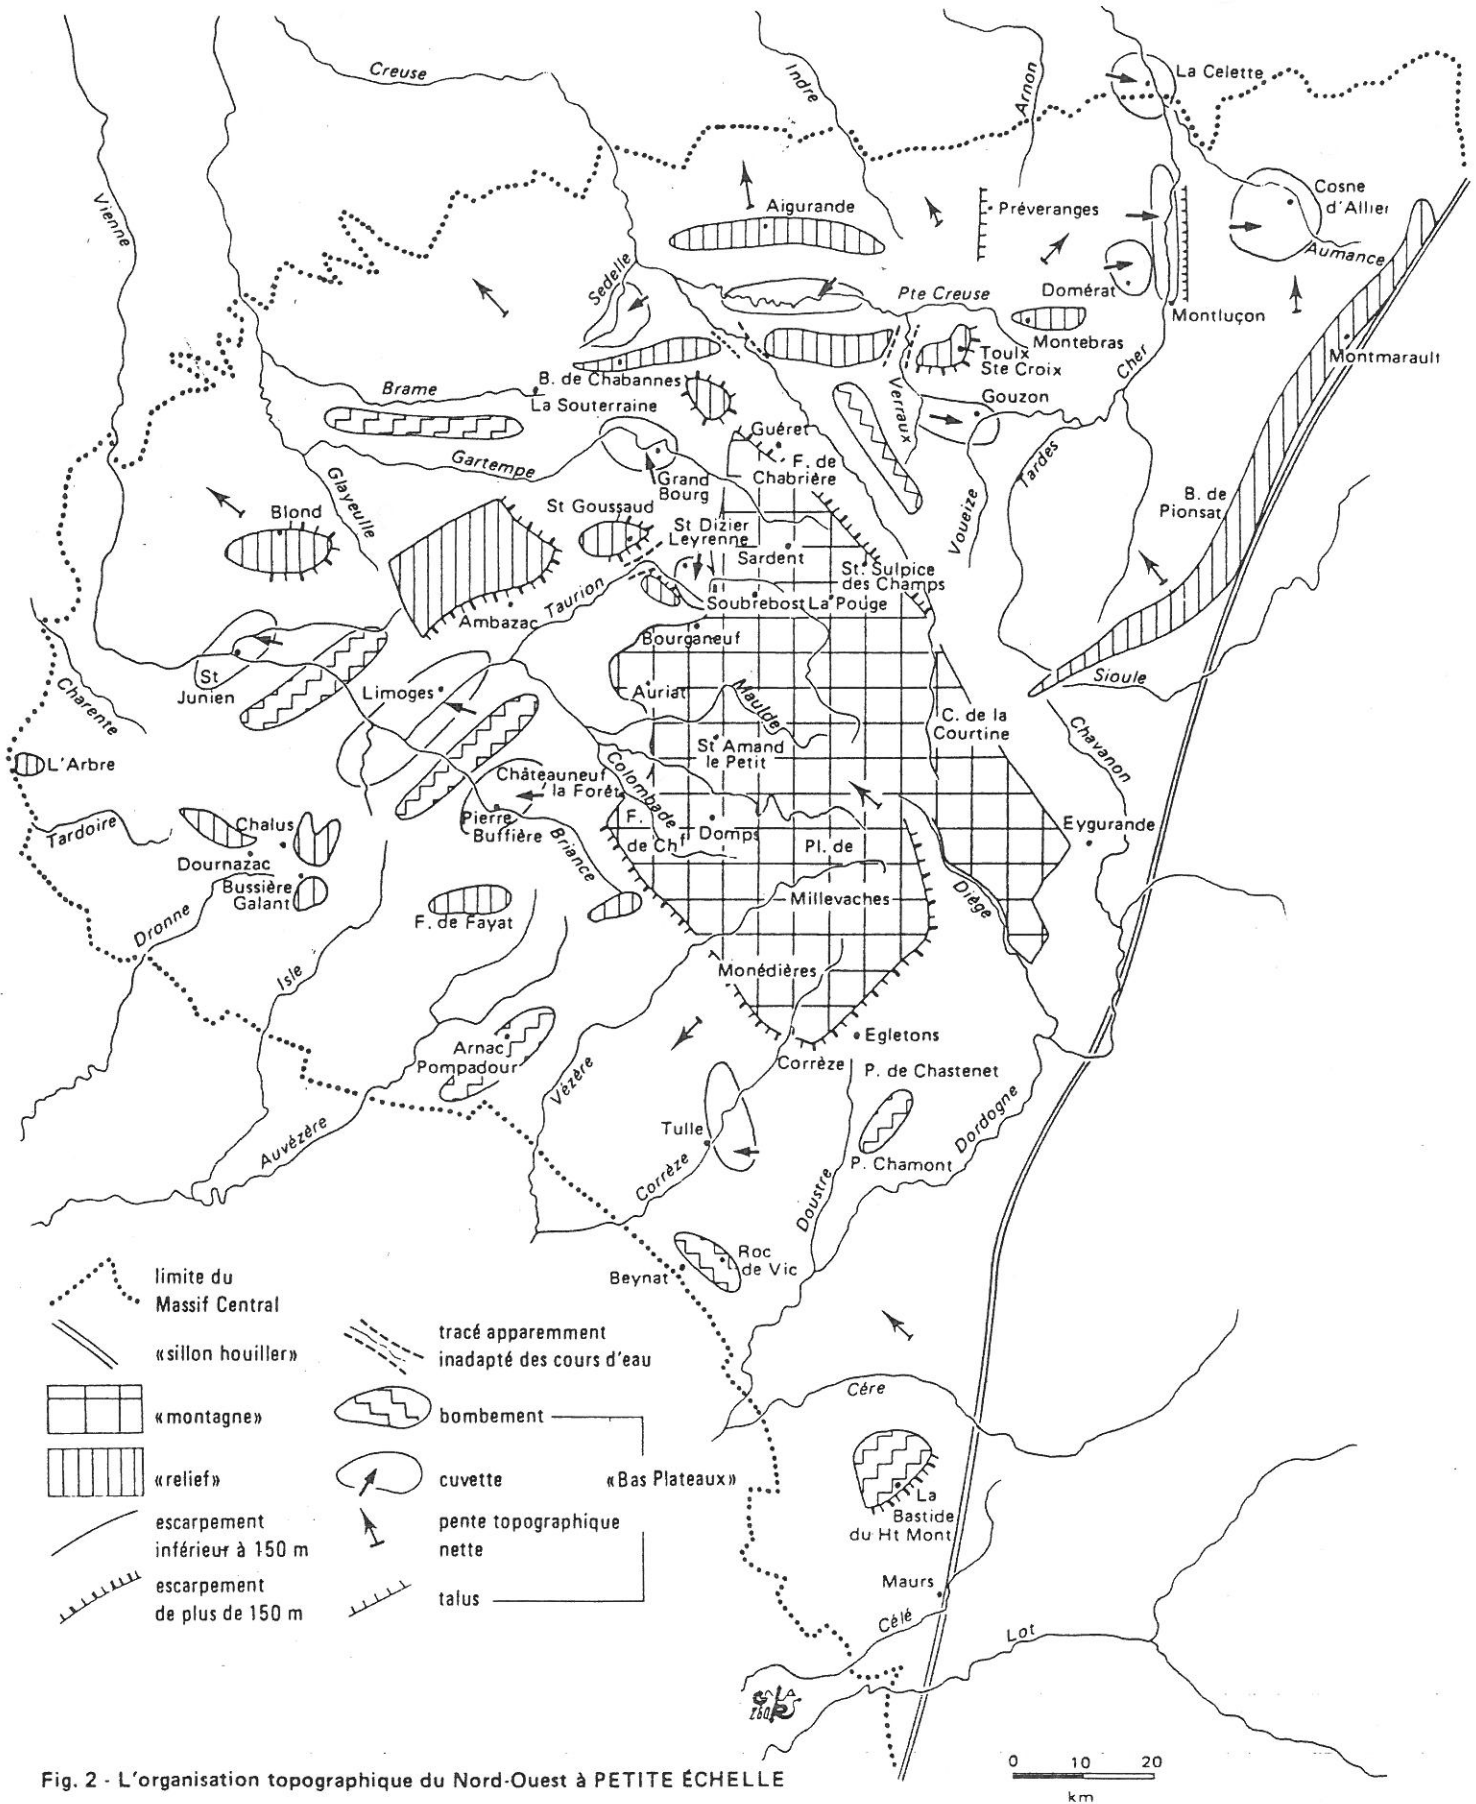 Creuse
Indre
Arnon
La Celette
Vienne
Aigurande
Préveranges
Cosne
d'Allier
Aumance
Sedelle
Pte Creuse
Domérat
Montluçon
Montebras
Toulx
Ste Croix
Cher
Montmarault
B. de Chabannes
Brame
La Souterraine
Verraux
Gouzon
Guéret
F. de
Chabrière
Gartempe
Grand
Bourg
Tardes
Glayeulle
Voueize
B. de
Pionsat
Blond
St Goussaud
St Dizier
Leyrenne
Sardent
St. Sulpice
des Champs
Taurion
Soubrebost
La Pouge
Ambazac
Bourganeuf
St
Junien
Charente
Limoges
Auriat
Maulde
Sioule
C. de la
Courtine
Chavanon
St Amand
le Petit
L'Arbre
Colombade
Châteauneuf
la Forêt
Tardoire
Chalus
Pierre
Buffière
F.
de Chf
Domps
Pl. de
Millevaches
Eygurande
Dournazac
Briance
Bussière
Galant
Diège
Dronne
F. de Fayat
Isle
Monédières
Egletons
Arnac
Pompadour
Corrèze
P. de Chastenet
Vézère
Auvézère
Tulle
Dordogne
P. Chamont
Corrèze
Doustre
Roc
de Vic
Beynat
limite du
Massif Central
«sillon houiller»
«montagne»
«relief»
escarpement
inférieur à 150 m
escarpement
de plus de 150 m
tracé apparemment
inadapté des cours d'eau
bombement
cuvette
«Bas Plateaux»
pente topographique
nette
talus
Cére
La
Bastide
du Ht Mont
Maurs
Célé
Lot
0 10 20
km
Fig. 2 - L'organisation topographique du Nord-Ouest à PETITE ÉCHELLE